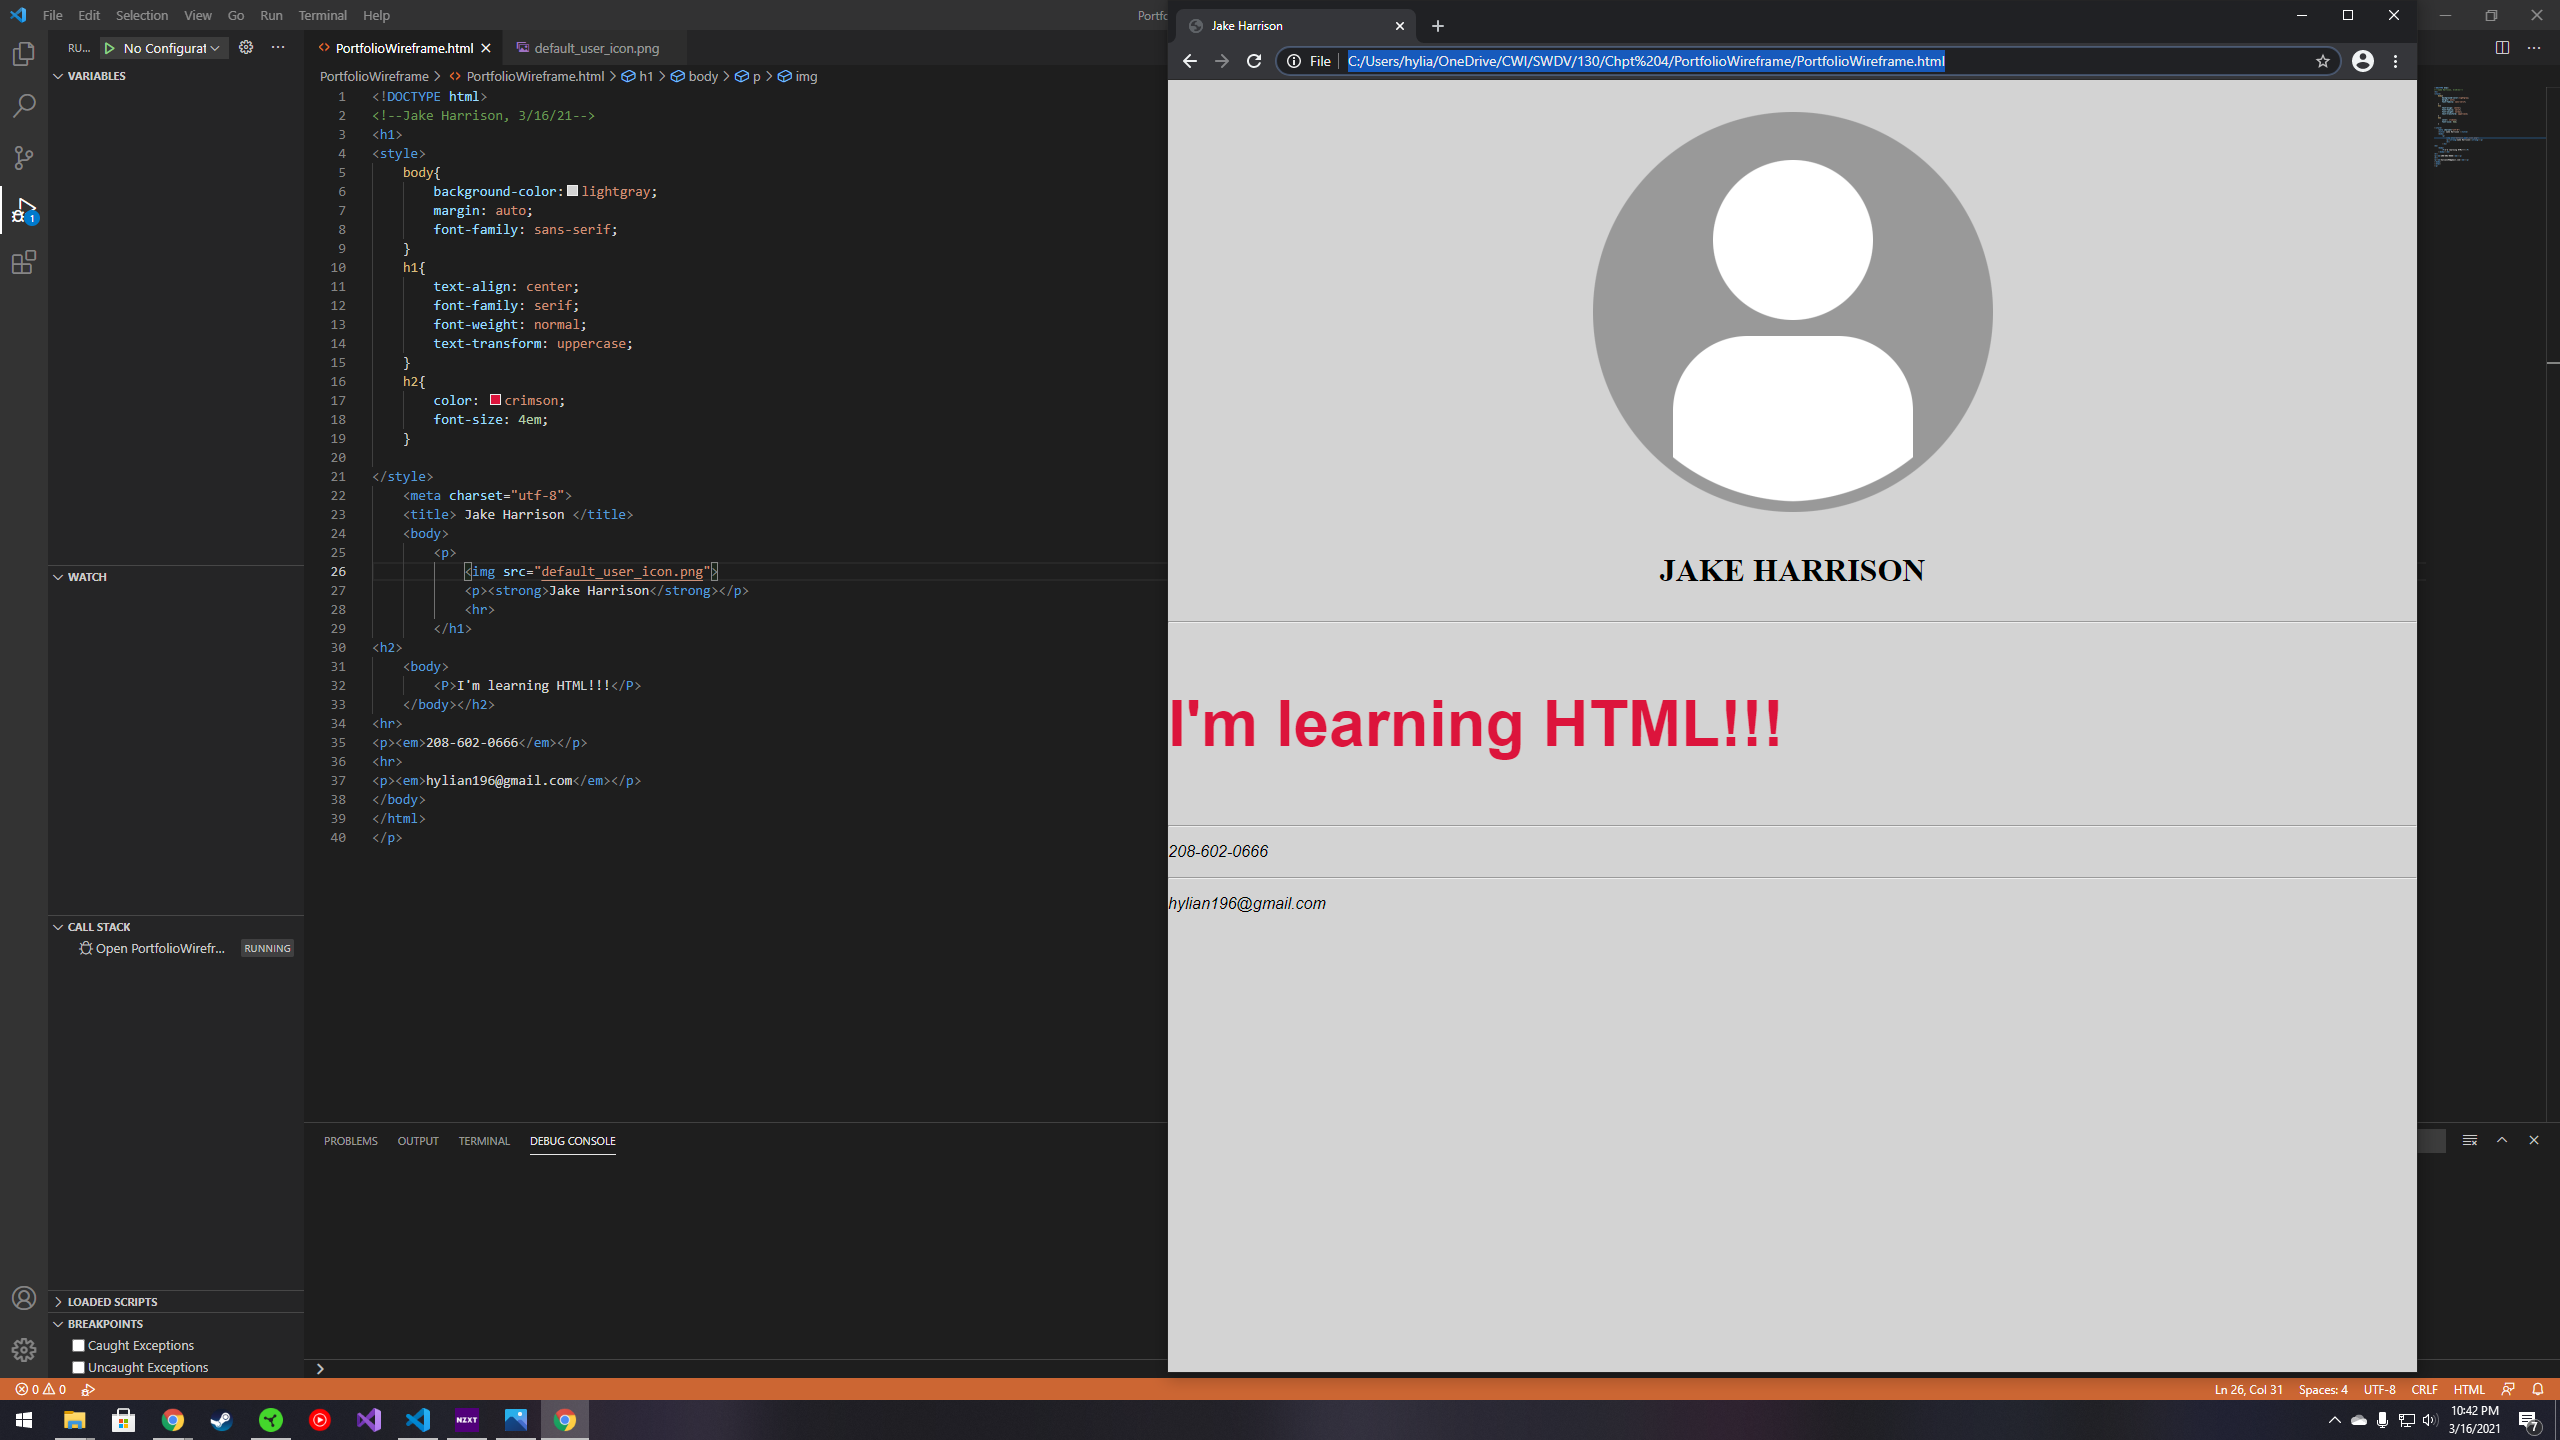 File Edit Selection View Go Run Terminal Help
Portfo
RU... No Configurat
PortfolioWireframe.html
default_user_icon.png
VARIABLES
PortfolioWireframe > PortfolioWireframe.html > h1 > body > p > img
1 <!DOCTYPE html>
2 <!--Jake Harrison, 3/16/21-->
3 <h1>
4 <style>
5 body{
6 background-color: lightgray;
7 margin: auto;
8 font-family: sans-serif;
9 }
10 h1{
11 text-align: center;
12 font-family: serif;
13 font-weight: normal;
14 text-transform: uppercase;
15 }
16 h2{
17 color: crimson;
18 font-size: 4em;
19 }
20
21 </style>
22 <meta charset="utf-8">
23 <title> Jake Harrison </title>
24 <body>
25 <p>
26 <img src="default_user_icon.png">
27 <p><strong>Jake Harrison</strong></p>
28 <hr>
29 </h1>
30 <h2>
31 <body>
32 <P>I'm learning HTML!!!</P>
33 </body></h2>
34 <hr>
35 <p><em>208-602-0666</em></p>
36 <hr>
37 <p><em>hylian196@gmail.com</em></p>
38 </body>
39 </html>
40 </p>
1
WATCH
CALL STACK
Open PortfolioWirefr... RUNNING
LOADED SCRIPTS
BREAKPOINTS
Caught Exceptions
Uncaught Exceptions
PROBLEMS OUTPUT TERMINAL DEBUG CONSOLE
Jake Harrison
File C:/Users/hylia/OneDrive/CWI/SWDV/130/Chpt%204/PortfolioWireframe/PortfolioWireframe.html
JAKE HARRISON
I'm learning HTML!!!
208-602-0666
hylian196@gmail.com
0 0
Ln 26, Col 31 Spaces: 4 UTF-8 CRLF HTML
NZXT
10:42 PM
3/16/2021
7